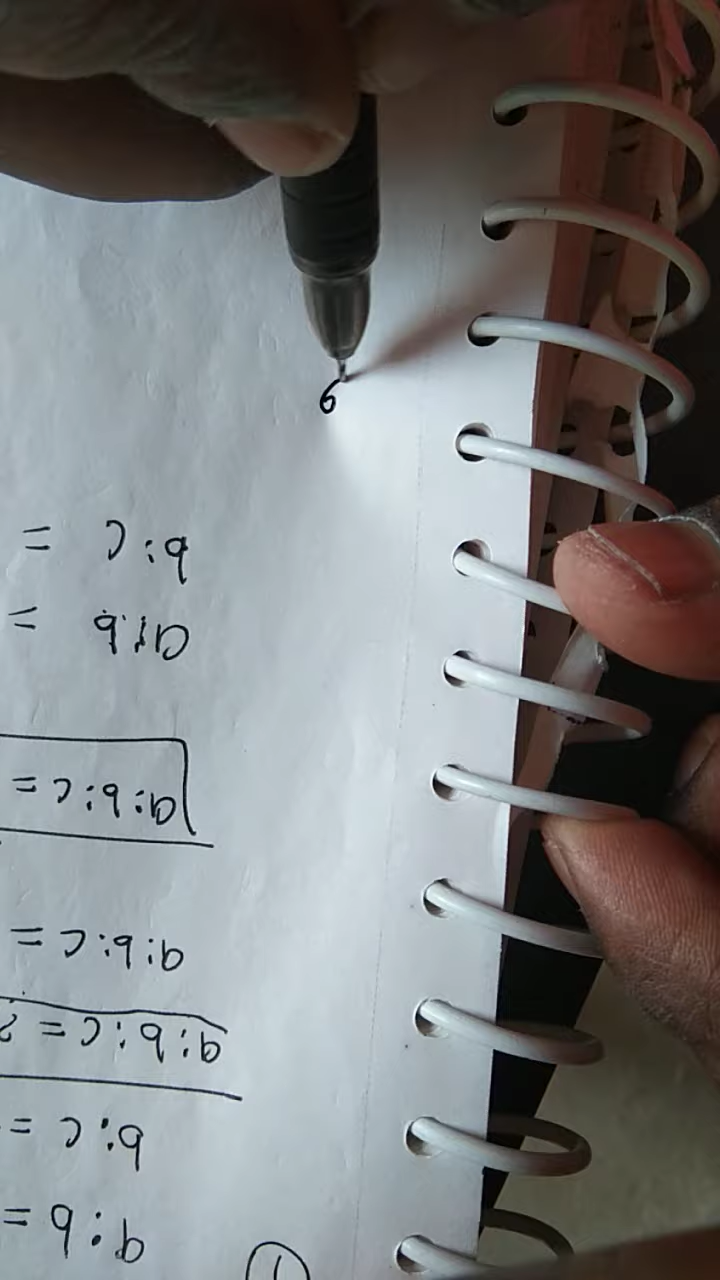 a:b =
b:c =
a:b:c =
a:b:c =
a:b:c =
a:b =
b:c =